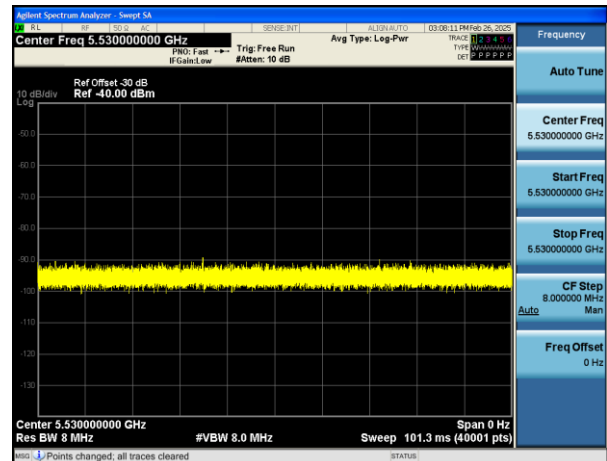 Agilent Spectrum Analyzer - Swept SA
RL RF 50 Ω AC SENSE:INT ALIGN AUTO 03:08:11 PM Feb 26, 2025
Center Freq 5.530000000 GHz
PNO: Fast
IFGain:Low
Trig: Free Run
#Atten: 10 dB
Avg Type: Log-Pwr
TRACE 1 2 3 4 5 6
TYPE
DET P P P P P P
Frequency
Ref Offset -30 dB
10 dB/div Ref -40.00 dBm
Log
-50.0
-60.0
-70.0
-80.0
-90.0
-100
-110
-120
-130
Center 5.530000000 GHz Span 0 Hz
Res BW 8 MHz #VBW 8.0 MHz Sweep 101.3 ms (40001 pts)
Auto Tune
Center Freq
5.530000000 GHz
Start Freq
5.530000000 GHz
Stop Freq
5.530000000 GHz
CF Step
8.000000 MHz
Auto Man
Freq Offset
0 Hz
MSG Points changed; all traces cleared STATUS